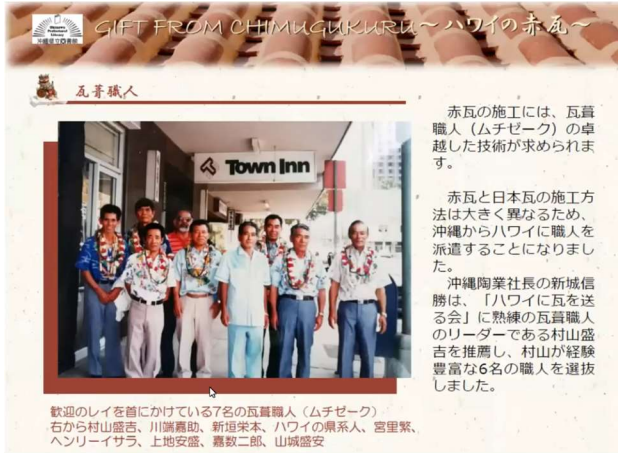 沖縄県立図書館
GIFT FROM CHIMUGUKURU～ハワイの赤瓦～
瓦葺職人
Town Inn
赤瓦の施工には、瓦葺
職人（ムチゼーク）の卓
越した技術が求められま
す。
赤瓦と日本瓦の施工方
法は大きく異なるため、
沖縄からハワイに職人を
派遣することになりまし
た。
沖縄陶業社長の新城信
勝は、「ハワイに瓦を送
る会」に熟練の瓦葺職人
のリーダーである村山盛
吉を推薦し、村山が経験
豊富な6名の職人を選抜
しました。
歓迎のレイを首にかけている7名の瓦葺職人（ムチゼーク）
右から村山盛吉、川端嘉助、新垣栄本、ハワイの県系人、宮里繁、
ヘンリーイサラ、上地安盛、嘉数二郎、山城盛安